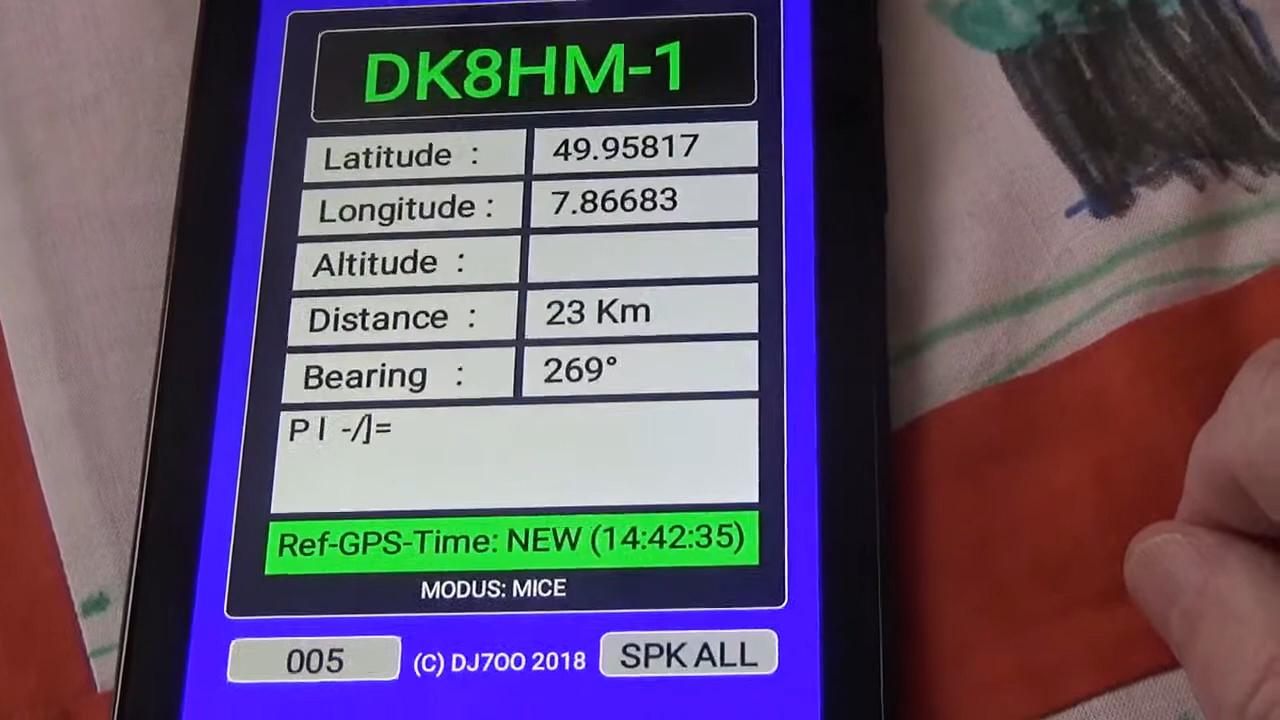 DK8HM-1
Latitude : 49.95817
Longitude : 7.86683
Altitude :
Distance : 23 Km
Bearing : 269°
P l -/]=
Ref-GPS-Time: NEW (14:42:35)
MODUS: MICE
005 (C) DJ7OO 2018 SPK ALL